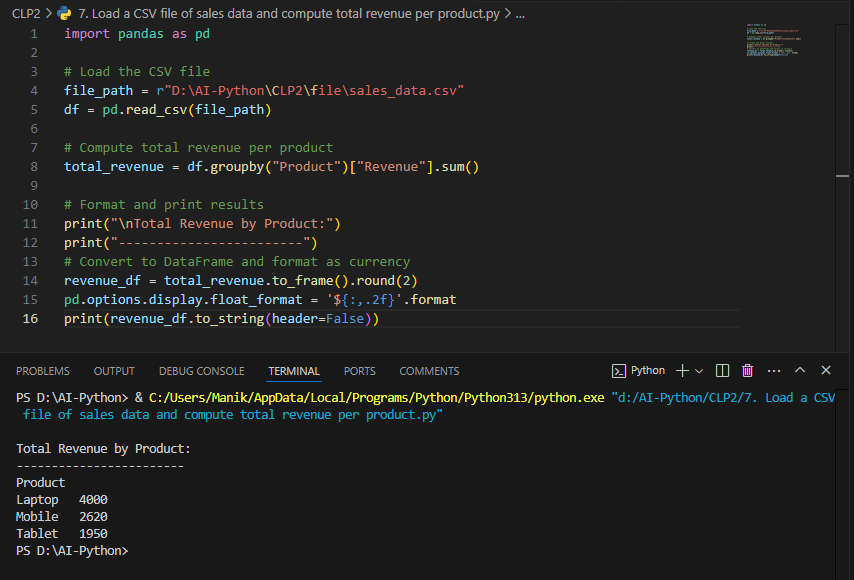 CLP2 > 7. Load a CSV file of sales data and compute total revenue per product.py > ...
1 import pandas as pd
2
3 # Load the CSV file
4 file_path = r"D:\AI-Python\CLP2\file\sales_data.csv"
5 df = pd.read_csv(file_path)
6
7 # Compute total revenue per product
8 total_revenue = df.groupby("Product")["Revenue"].sum()
9
10 # Format and print results
11 print("\nTotal Revenue by Product:")
12 print("------------------------")
13 # Convert to DataFrame and format as currency
14 revenue_df = total_revenue.to_frame().round(2)
15 pd.options.display.float_format = '${:,.2f}'.format
16 print(revenue_df.to_string(header=False))
PROBLEMS OUTPUT DEBUG CONSOLE TERMINAL PORTS COMMENTS Python
PS D:\AI-Python> & C:/Users/Manik/AppData/Local/Programs/Python/Python313/python.exe "d:/AI-Python/CLP2/7. Load a CSV
file of sales data and compute total revenue per product.py"
Total Revenue by Product:
------------------------
Product
Laptop 4000
Mobile 2620
Tablet 1950
PS D:\AI-Python>